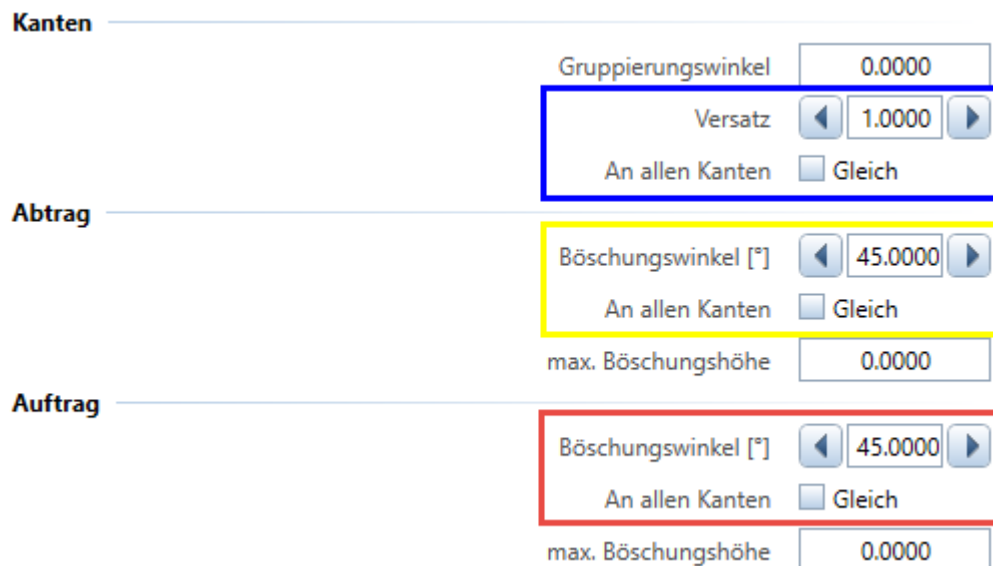 Kanten
Gruppierungswinkel 0.0000
Versatz 1.0000
An allen Kanten Gleich
Abtrag
Böschungswinkel [°] 45.0000
An allen Kanten Gleich
max. Böschungshöhe 0.0000
Auftrag
Böschungswinkel [°] 45.0000
An allen Kanten Gleich
max. Böschungshöhe 0.0000